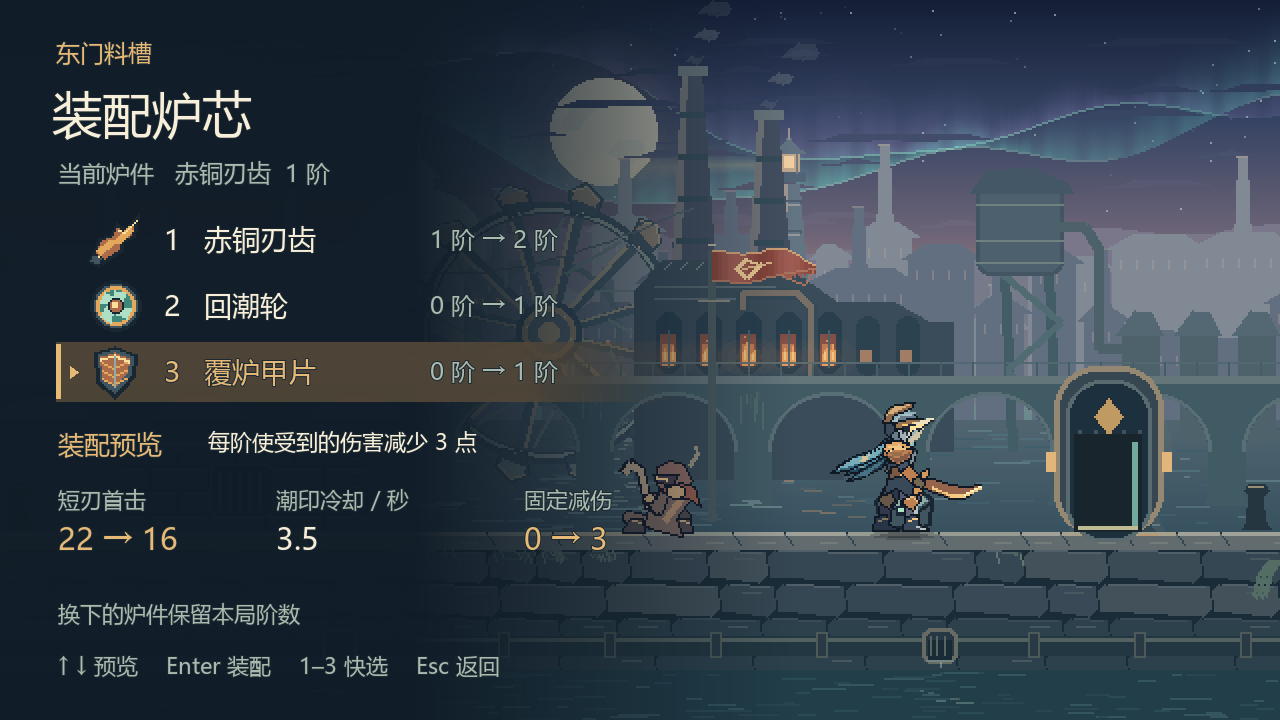 东门料槽
装配炉芯
当前炉件 赤铜刃齿 1 阶
1 赤铜刃齿 1 阶 → 2 阶
2 回潮轮 0 阶 → 1 阶
3 覆炉甲片 0 阶 → 1 阶
装配预览 每阶使受到的伤害减少 3 点
短刃首击 潮印冷却 / 秒 固定减伤
22 → 16 3.5 0 → 3
换下的炉件保留本局阶数
↑↓ 预览 Enter 装配 1–3 快选 Esc 返回